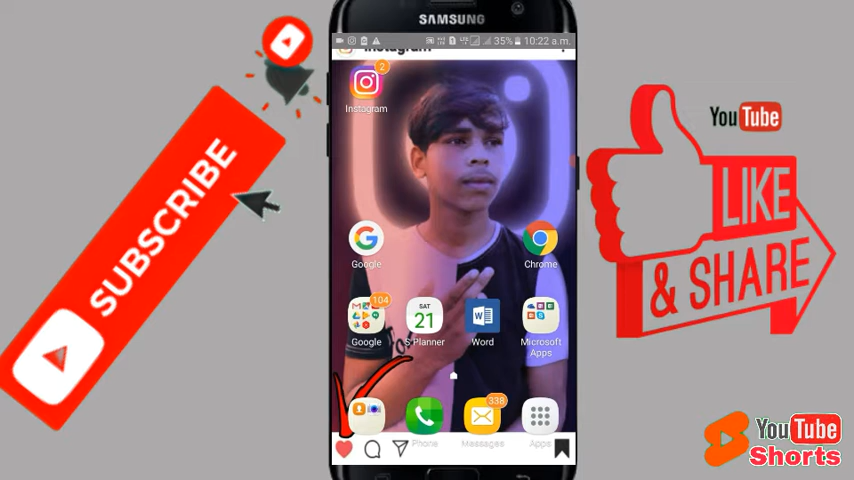 SAMSUNG
35% 10:22 a.m.
Instagram
2
Instagram
Google
Chrome
104
SAT
21
Google
S Planner
Word
Microsoft
Apps
338
Phone
Messages
Apps
SUBSCRIBE
YouTube
LIKE
& SHARE
YouTube
Shorts